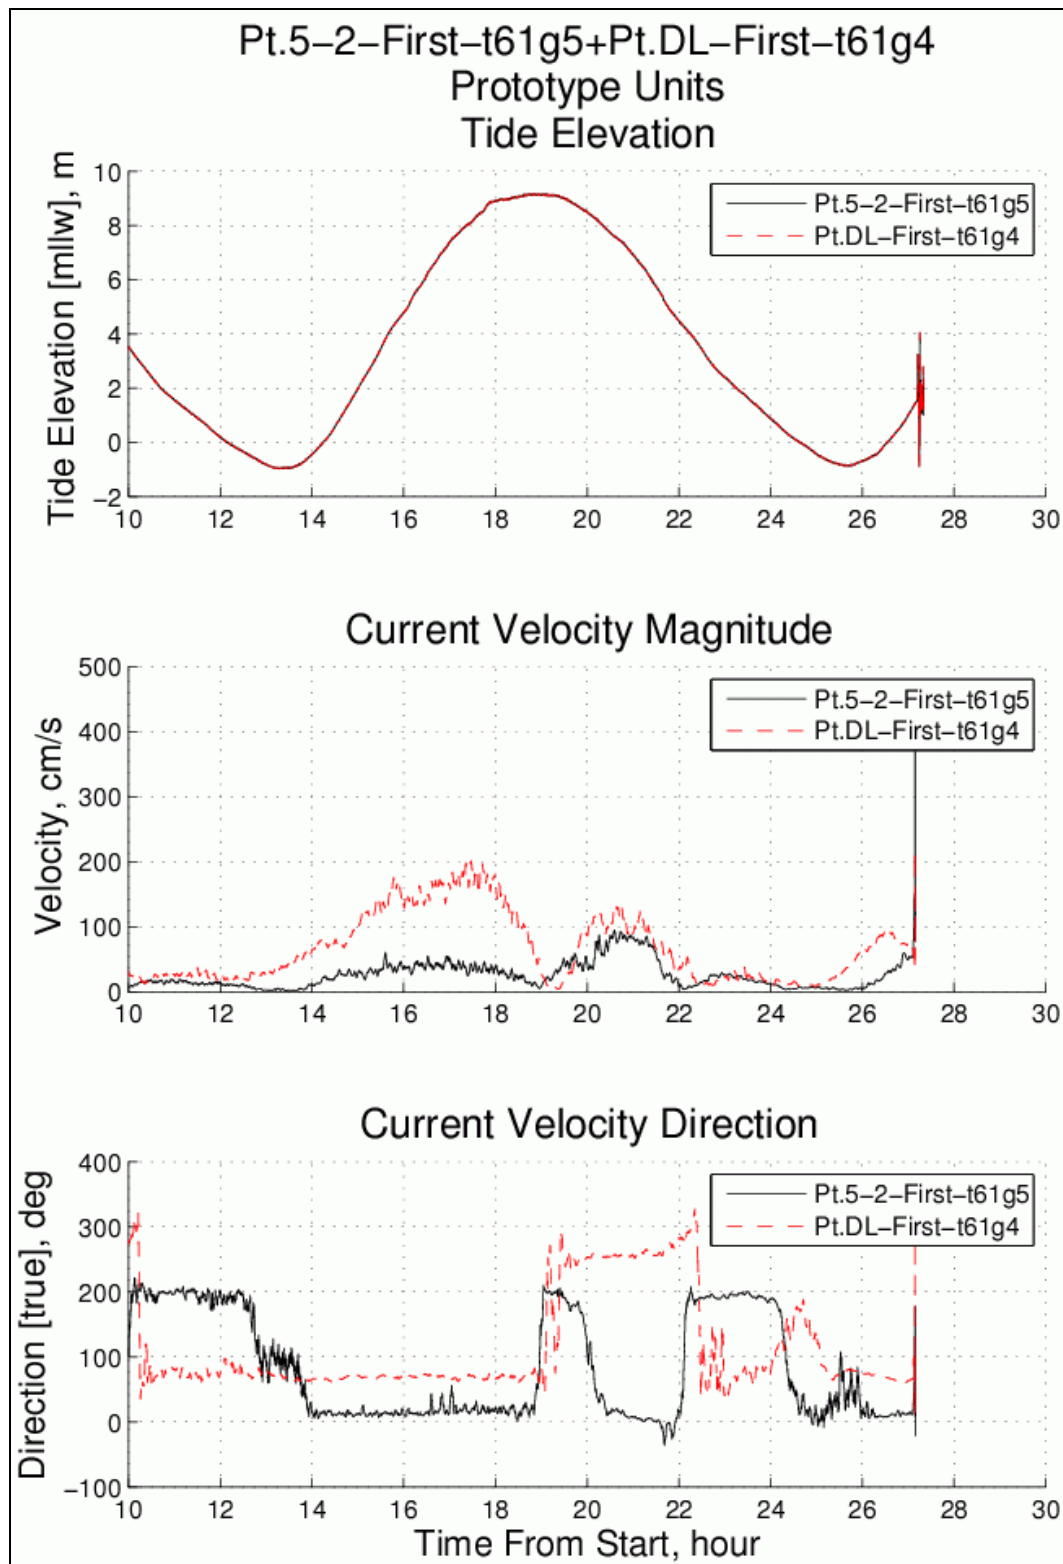 Pt.5−2−First−t61g5+Pt.DL−First−t61g4
Prototype Units
Tide Elevation
Tide Elevation [mllw], m
10
8
6
4
2
0
−2
Pt.5−2−First−t61g5
Pt.DL−First−t61g4
10 12 14 16 18 20 22 24 26 28 30
Current Velocity Magnitude
Velocity, cm/s
500
400
300
200
100
0
Pt.5−2−First−t61g5
Pt.DL−First−t61g4
10 12 14 16 18 20 22 24 26 28 30
Current Velocity Direction
Direction [true], deg
400
300
200
100
0
−100
Pt.5−2−First−t61g5
Pt.DL−First−t61g4
10 12 14 16 18 20 22 24 26 28 30
Time From Start, hour